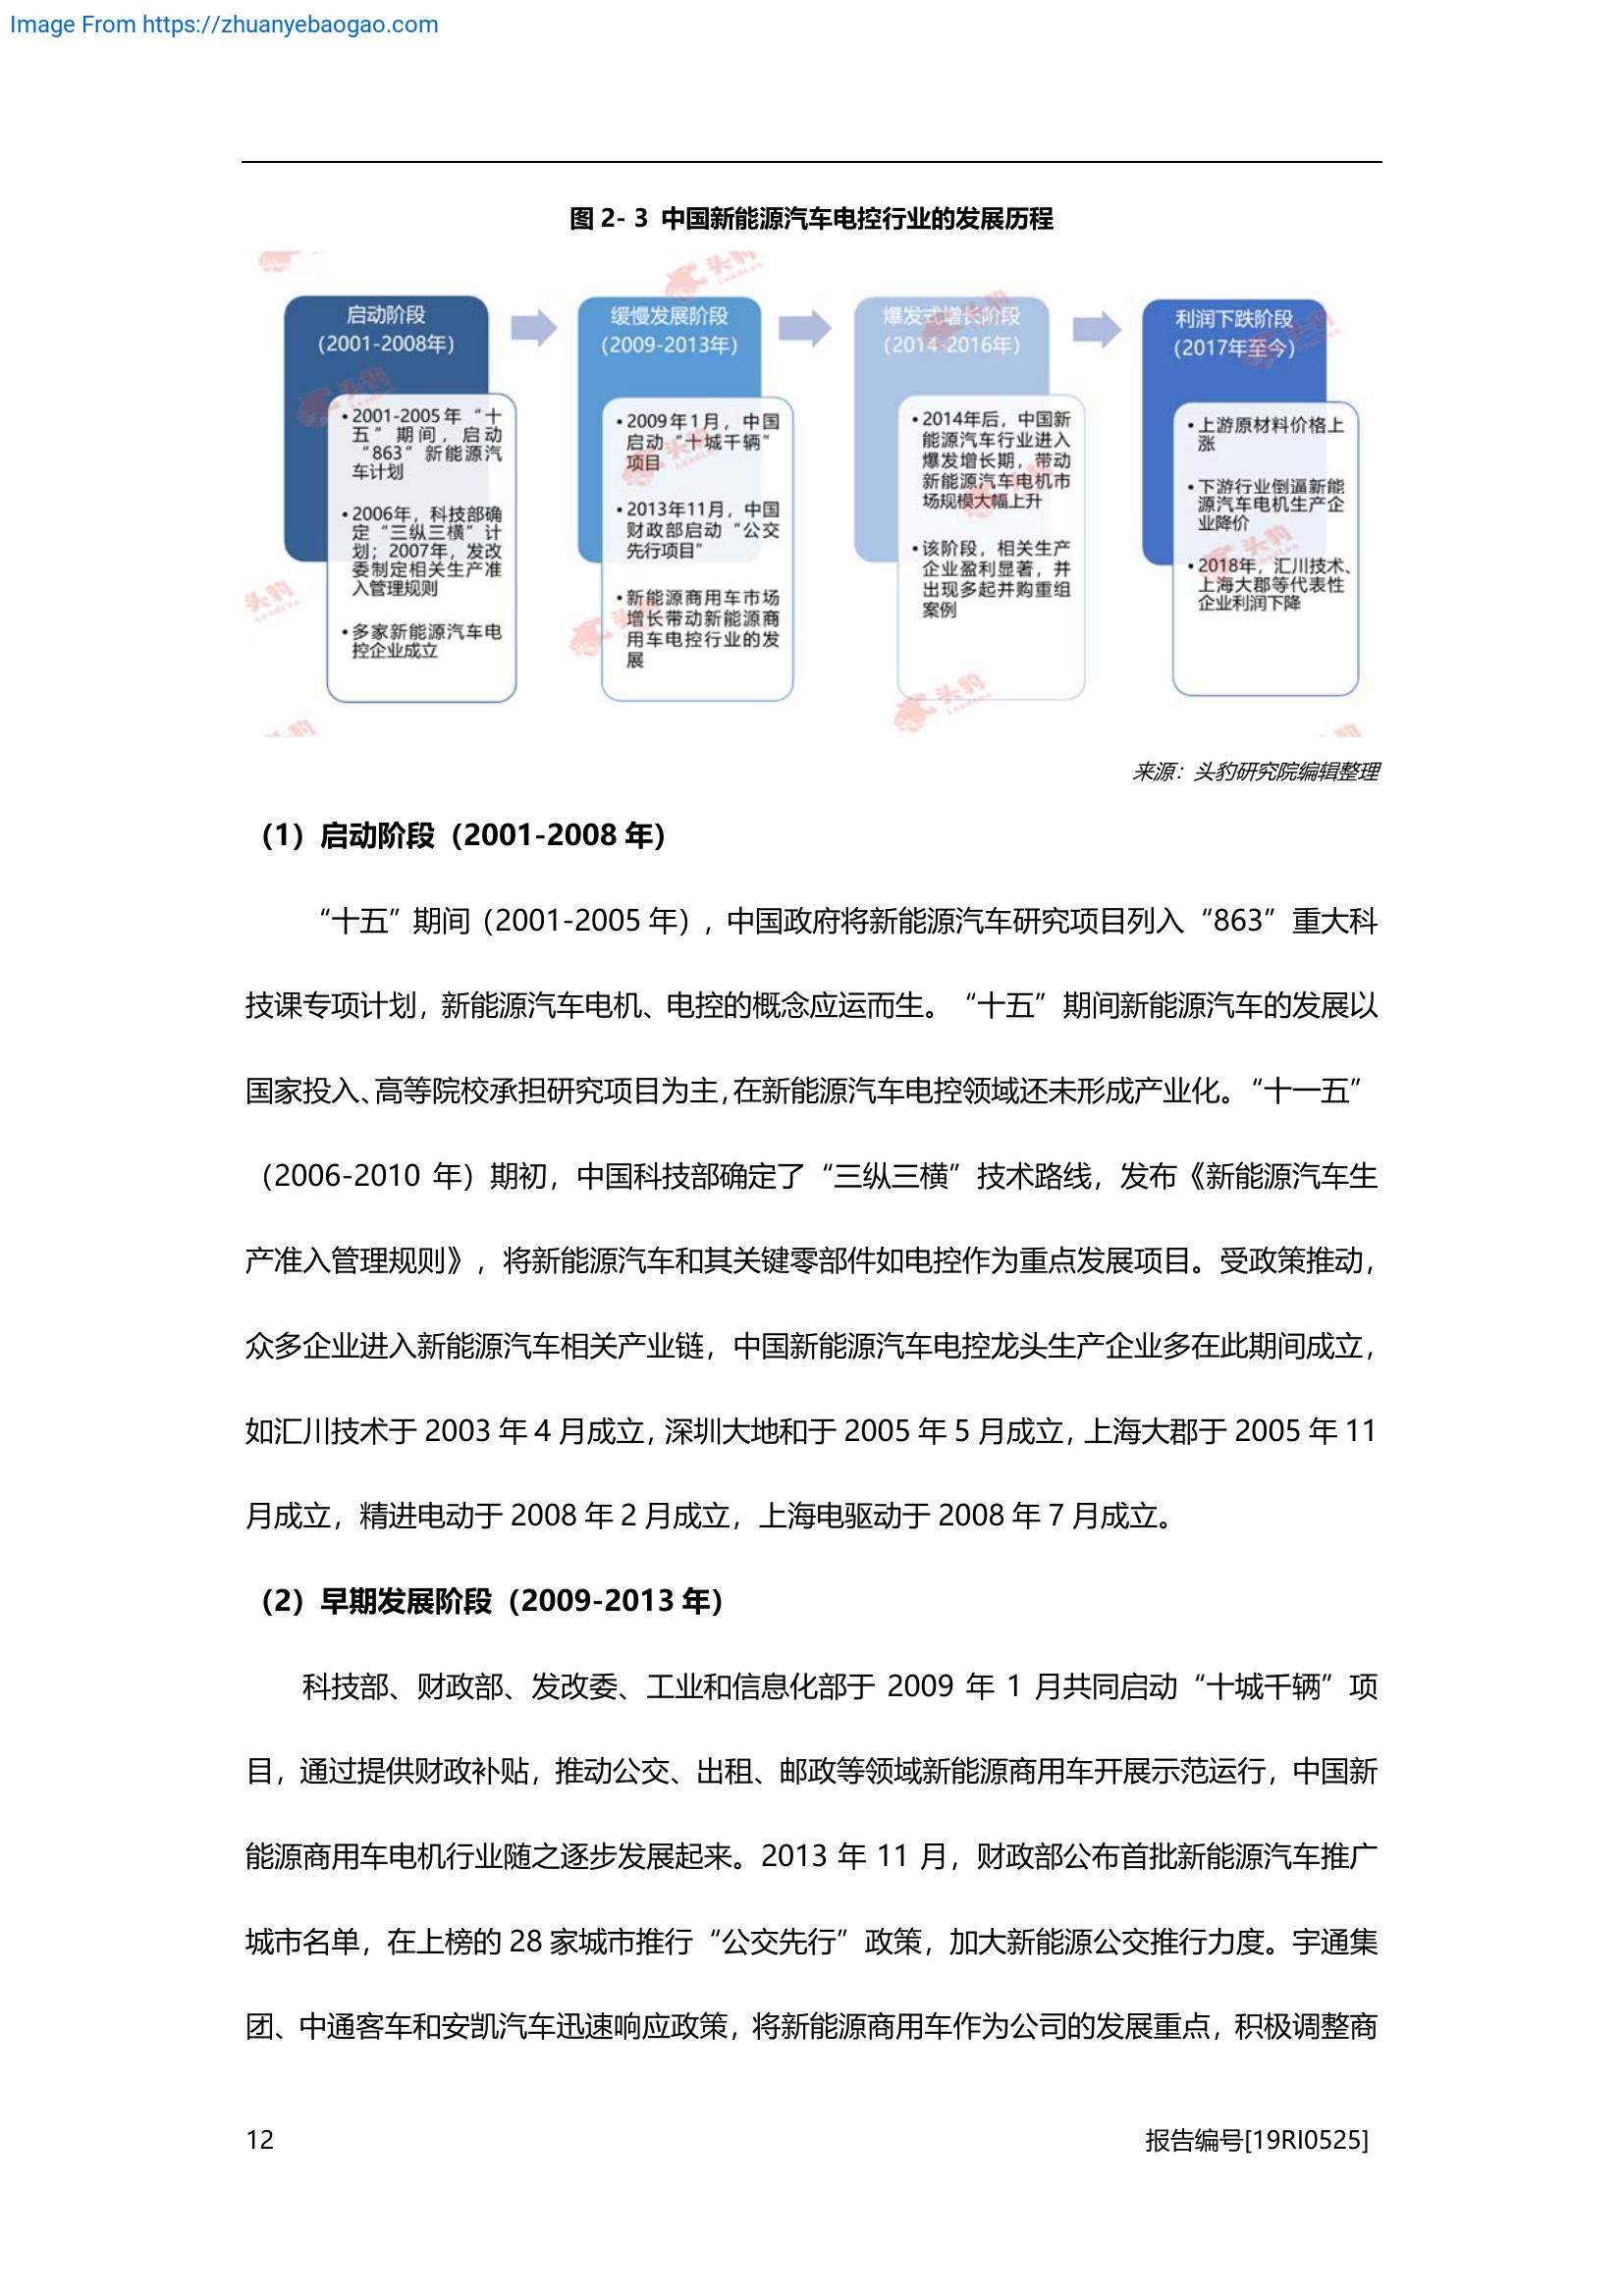 Image From https://zhuanyebaogao.com
图 2- 3 中国新能源汽车电控行业的发展历程
启动阶段
(2001-2008年)
•2001-2005年“十
五”期间，启动
“863”新能源汽
车计划
•2006年，科技部确
定“三纵三横”计
划；2007年，发改
委制定相关生产准
入管理规则
•多家新能源汽车电
控企业成立
缓慢发展阶段
(2009-2013年)
•2009年1月，中国
启动“十城千辆”
项目
•2013年11月，中国
财政部启动“公交
先行项目”
•新能源商用车市场
增长带动新能源商
用车电控行业的发
展
爆发式增长阶段
(2014-2016年)
•2014年后，中国新
能源汽车行业进入
爆发增长期，带动
新能源汽车电机市
场规模大幅上升
•该阶段，相关生产
企业盈利显著，并
出现多起并购重组
案例
利润下跌阶段
(2017年至今)
•上游原材料价格上
涨
•下游行业倒逼新能
源汽车电机生产企
业降价
•2018年，汇川技术、
上海大郡等代表性
企业利润下降
来源：头豹研究院编辑整理
（1）启动阶段（2001-2008 年）
“十五”期间（2001-2005 年），中国政府将新能源汽车研究项目列入“863”重大科
技课专项计划，新能源汽车电机、电控的概念应运而生。“十五”期间新能源汽车的发展以
国家投入、高等院校承担研究项目为主，在新能源汽车电控领域还未形成产业化。“十一五”
（2006-2010 年）期初，中国科技部确定了“三纵三横”技术路线，发布《新能源汽车生
产准入管理规则》，将新能源汽车和其关键零部件如电控作为重点发展项目。受政策推动，
众多企业进入新能源汽车相关产业链，中国新能源汽车电控龙头生产企业多在此期间成立，
如汇川技术于 2003 年 4 月成立，深圳大地和于 2005 年 5 月成立，上海大郡于 2005 年 11
月成立，精进电动于 2008 年 2 月成立，上海电驱动于 2008 年 7 月成立。
（2）早期发展阶段（2009-2013 年）
科技部、财政部、发改委、工业和信息化部于 2009 年 1 月共同启动“十城千辆”项
目，通过提供财政补贴，推动公交、出租、邮政等领域新能源商用车开展示范运行，中国新
能源商用车电机行业随之逐步发展起来。2013 年 11 月，财政部公布首批新能源汽车推广
城市名单，在上榜的 28 家城市推行“公交先行”政策，加大新能源公交推行力度。宇通集
团、中通客车和安凯汽车迅速响应政策，将新能源商用车作为公司的发展重点，积极调整商
12
报告编号[19RI0525]